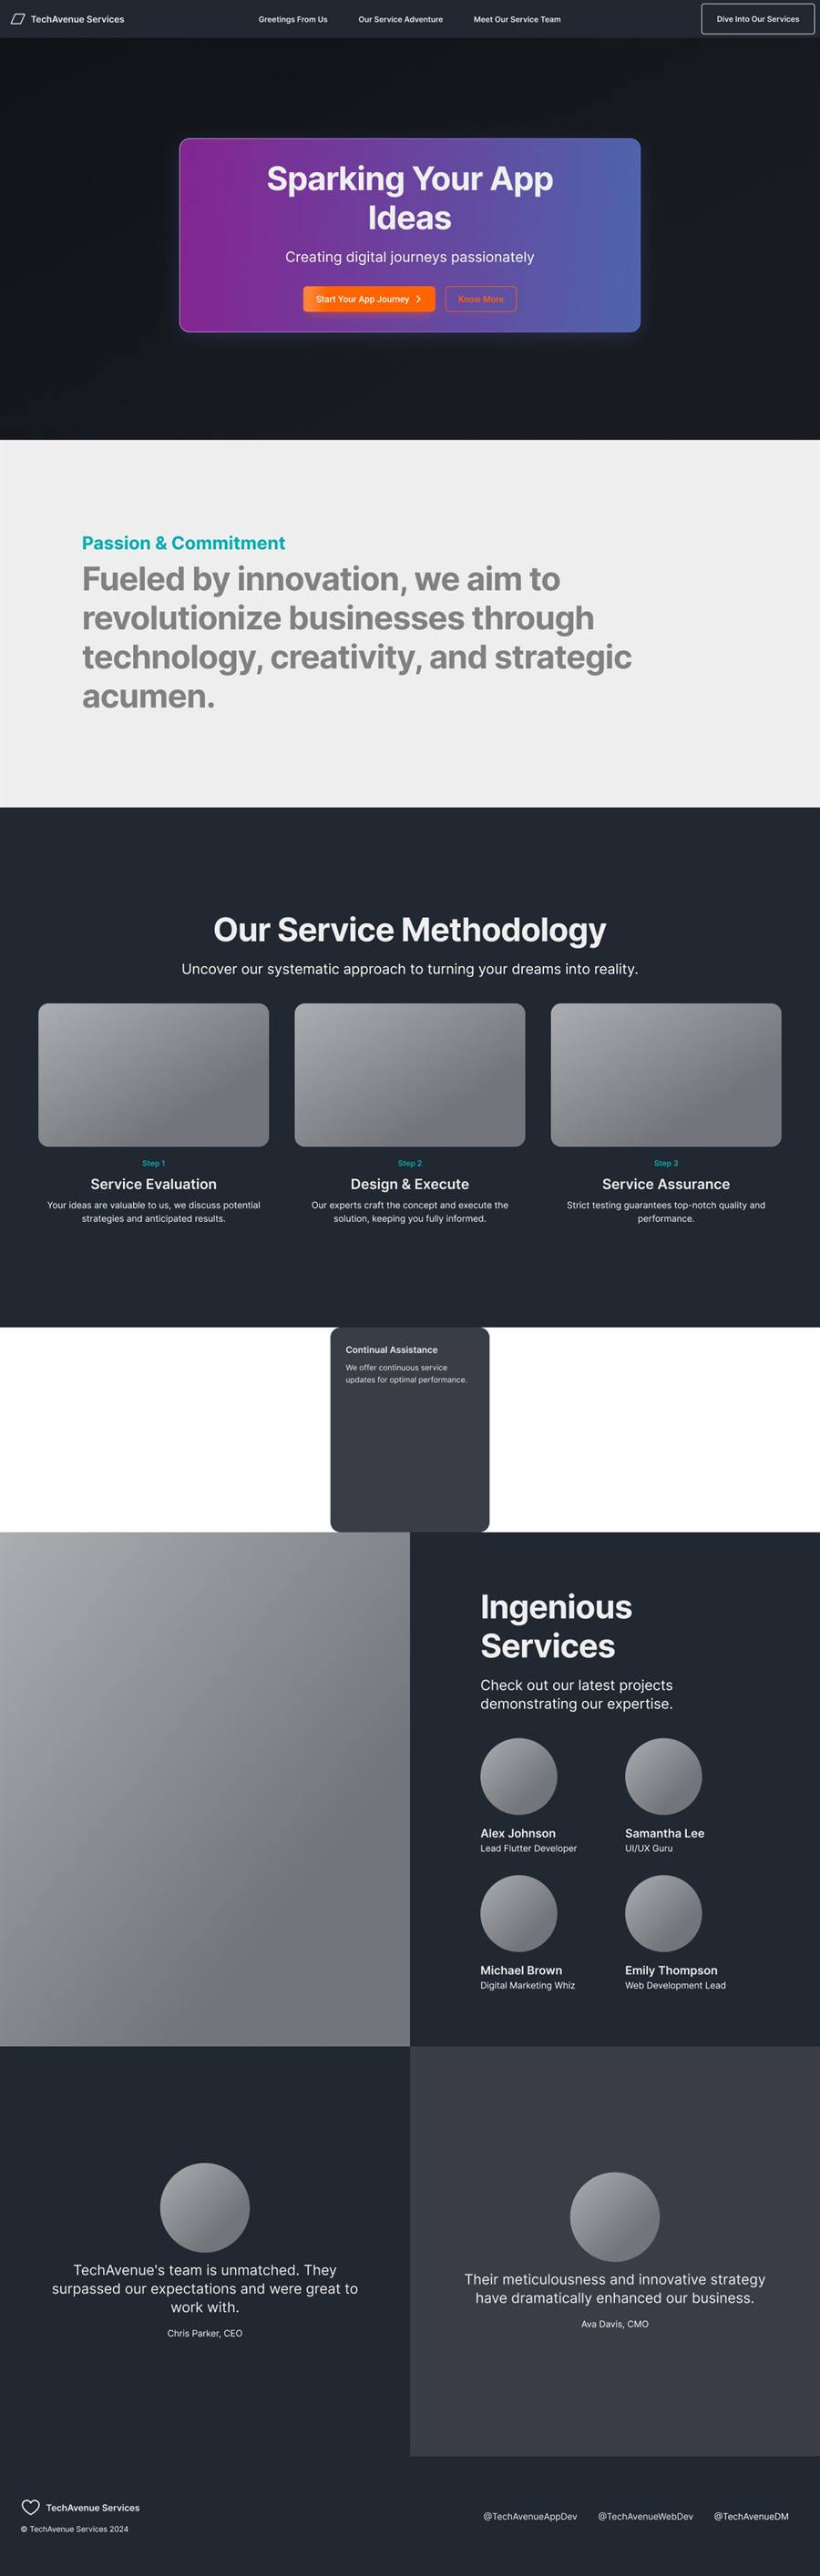 TechAvenue Services
Greetings From Us
Our Service Adventure
Meet Our Service Team
Dive Into Our Services
Sparking Your App
Ideas
Creating digital journeys passionately
Start Your App Journey
Know More
Passion & Commitment
Fueled by innovation, we aim to
revolutionize businesses through
technology, creativity, and strategic
acumen.
Our Service Methodology
Uncover our systematic approach to turning your dreams into reality.
Step 1
Service Evaluation
Your ideas are valuable to us, we discuss potential
strategies and anticipated results.
Step 2
Design & Execute
Our experts craft the concept and execute the
solution, keeping you fully informed.
Step 3
Service Assurance
Strict testing guarantees top-notch quality and
performance.
Continual Assistance
We offer continuous service
updates for optimal performance.
Ingenious
Services
Check out our latest projects
demonstrating our expertise.
Alex Johnson
Lead Flutter Developer
Samantha Lee
UI/UX Guru
Michael Brown
Digital Marketing Whiz
Emily Thompson
Web Development Lead
TechAvenue's team is unmatched. They
surpassed our expectations and were great to
work with.
Chris Parker, CEO
Their meticulousness and innovative strategy
have dramatically enhanced our business.
Ava Davis, CMO
TechAvenue Services
© TechAvenue Services 2024
@TechAvenueAppDev
@TechAvenueWebDev
@TechAvenueDM